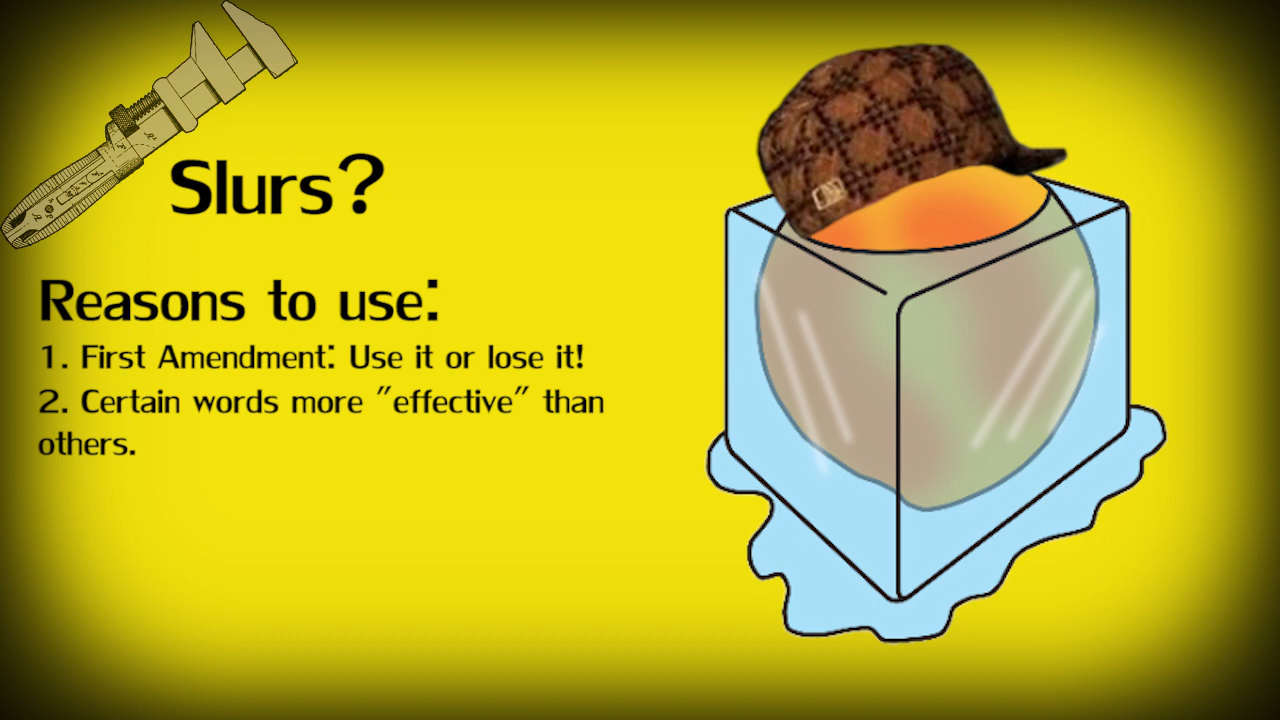 Slurs?
Reasons to use:
1. First Amendment: Use it or lose it!
2. Certain words more "effective" than
others.